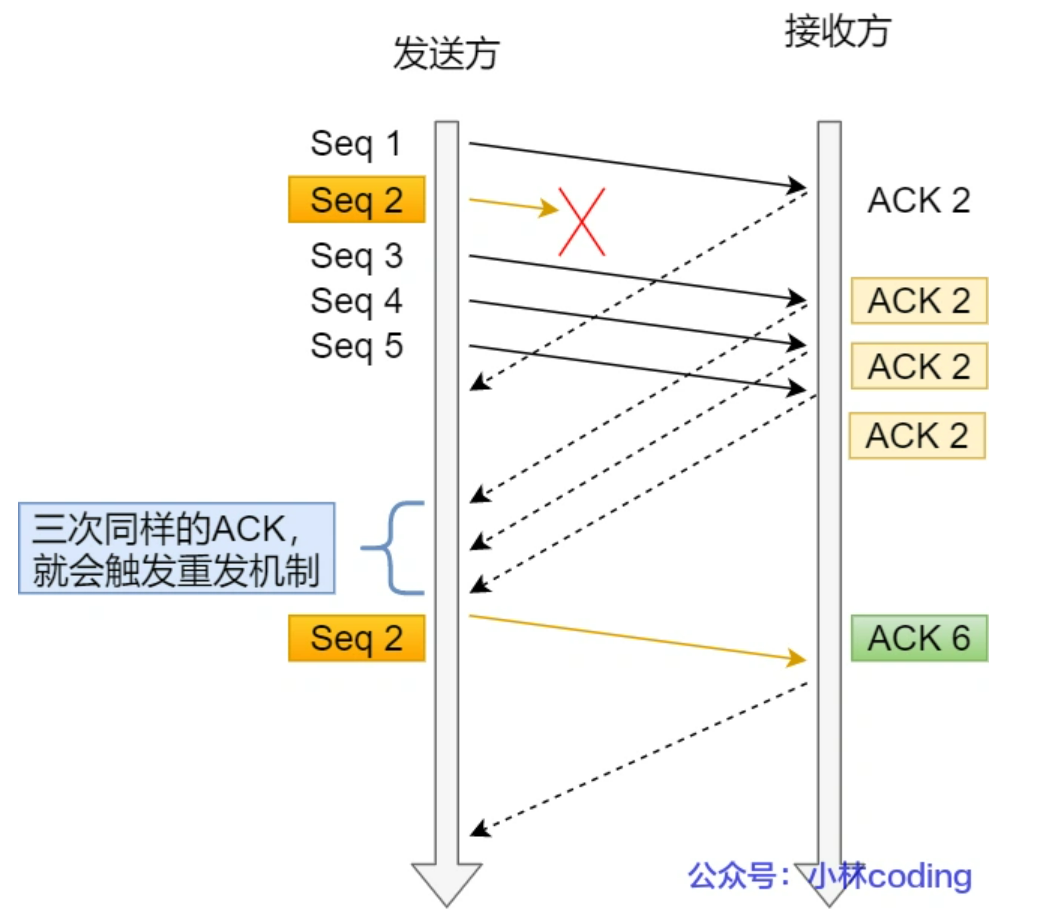 发送方
接收方
Seq 1
Seq 2
ACK 2
Seq 3
Seq 4
ACK 2
Seq 5
ACK 2
ACK 2
三次同样的ACK，
就会触发重发机制
Seq 2
ACK 6
公众号：小林coding